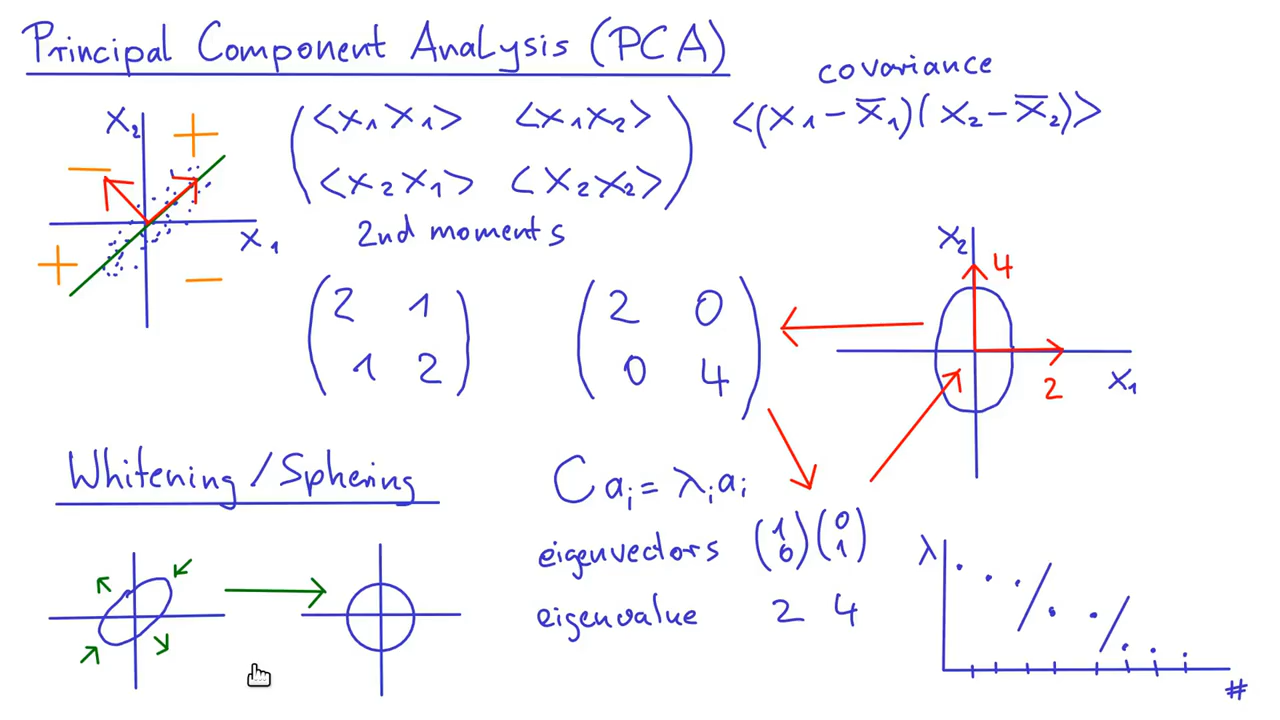 Principal Component Analysis (PCA)
covariance
⟨x₁x₁⟩ ⟨x₁x₂⟩
⟨x₂x₁⟩ ⟨x₂x₂⟩
⟨(x₁-x̅₁)(x₂-x̅₂)⟩
x₂
+
−
x₁
+
−
2nd moments
2 1
1 2
2 0
0 4
x₂
4
2
x₁
Whitening/Sphering
C aᵢ = λᵢaᵢ
eigenvectors (1 0) (0 1)
eigenvalue 2 4
λ
#